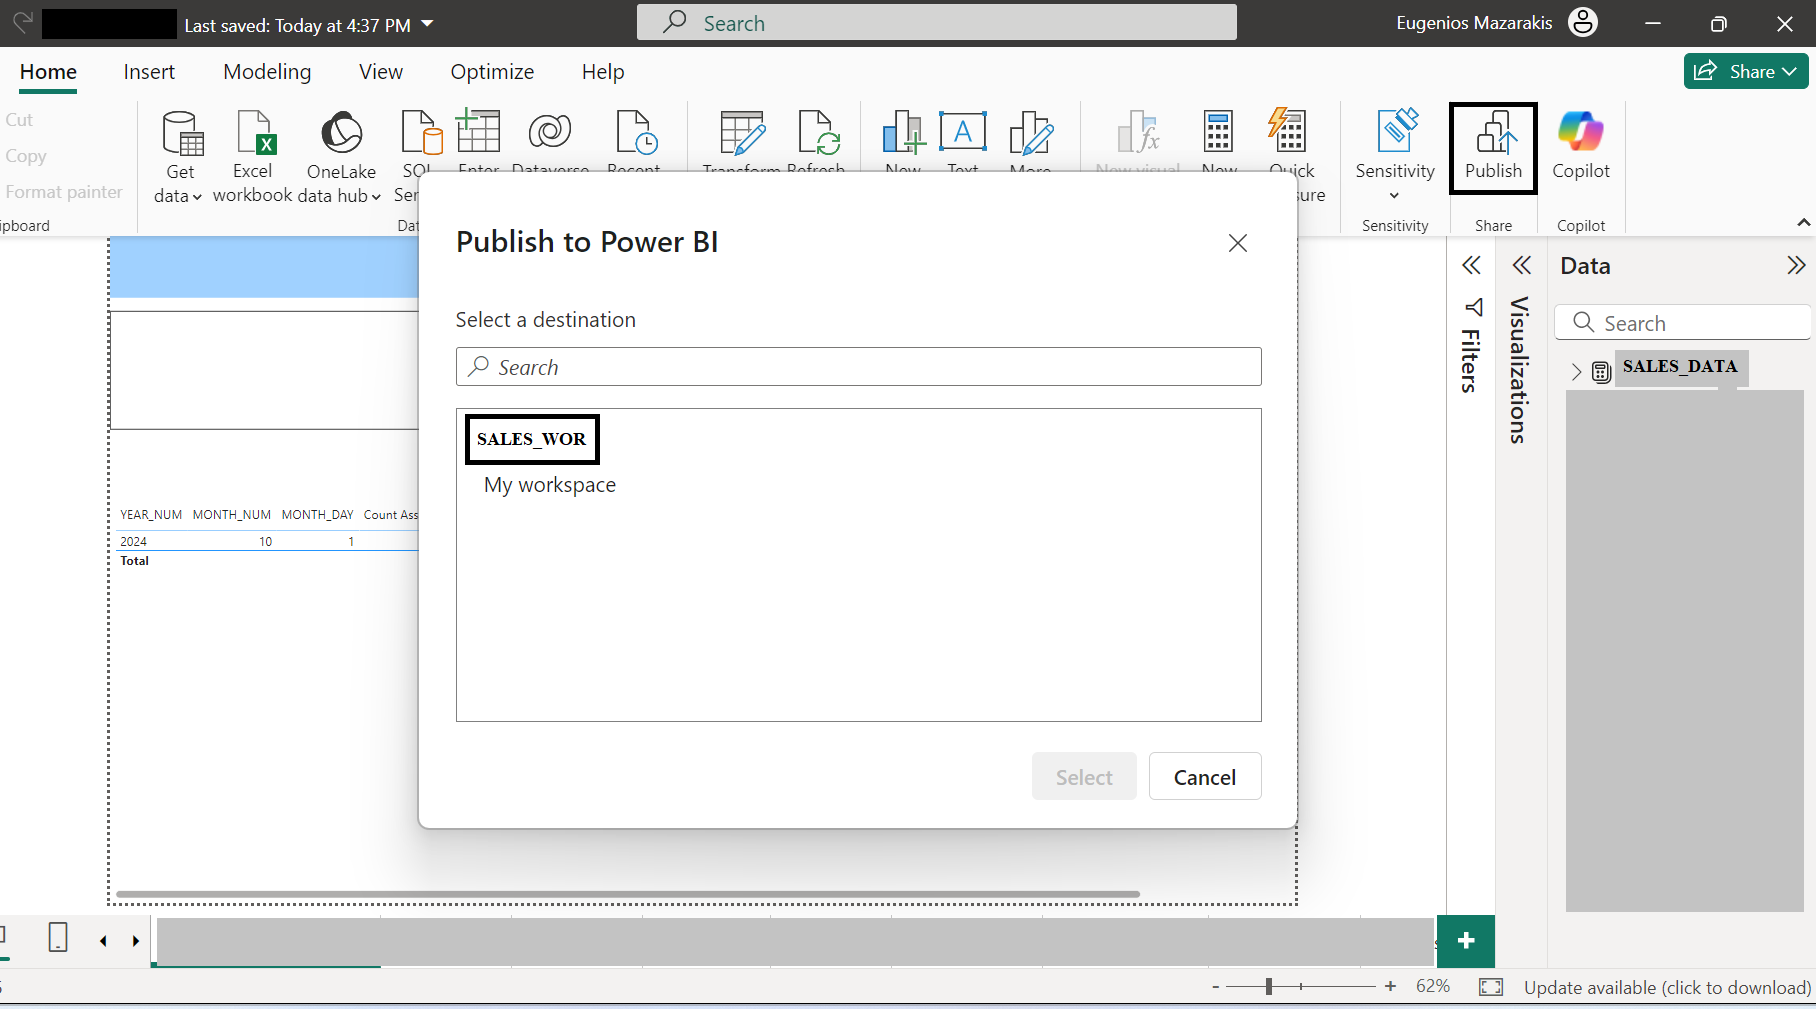 Last saved: Today at 4:37 PM
Search
Eugenios Mazarakis
Home Insert Modeling View Optimize Help
Share
Cut
Copy
Format painter
ipboard
Get data
Excel workbook
OneLake data hub
SQL
Ser
Enter
Dataverse
Recent
Dat
Transform
Refresh
New
Text
More
New visual
New
Quick
sure
Sensitivity
Sensitivity
Publish
Share
Copilot
Copilot
Publish to Power BI
Select a destination
Search
SALES_WOR
My workspace
Select
Cancel
YEAR_NUM MONTH_NUM MONTH_DAY Count Ass
2024 10 1
Total
Filters
Visualizations
Data
Search
SALES_DATA
- + 62%
Update available (click to download)